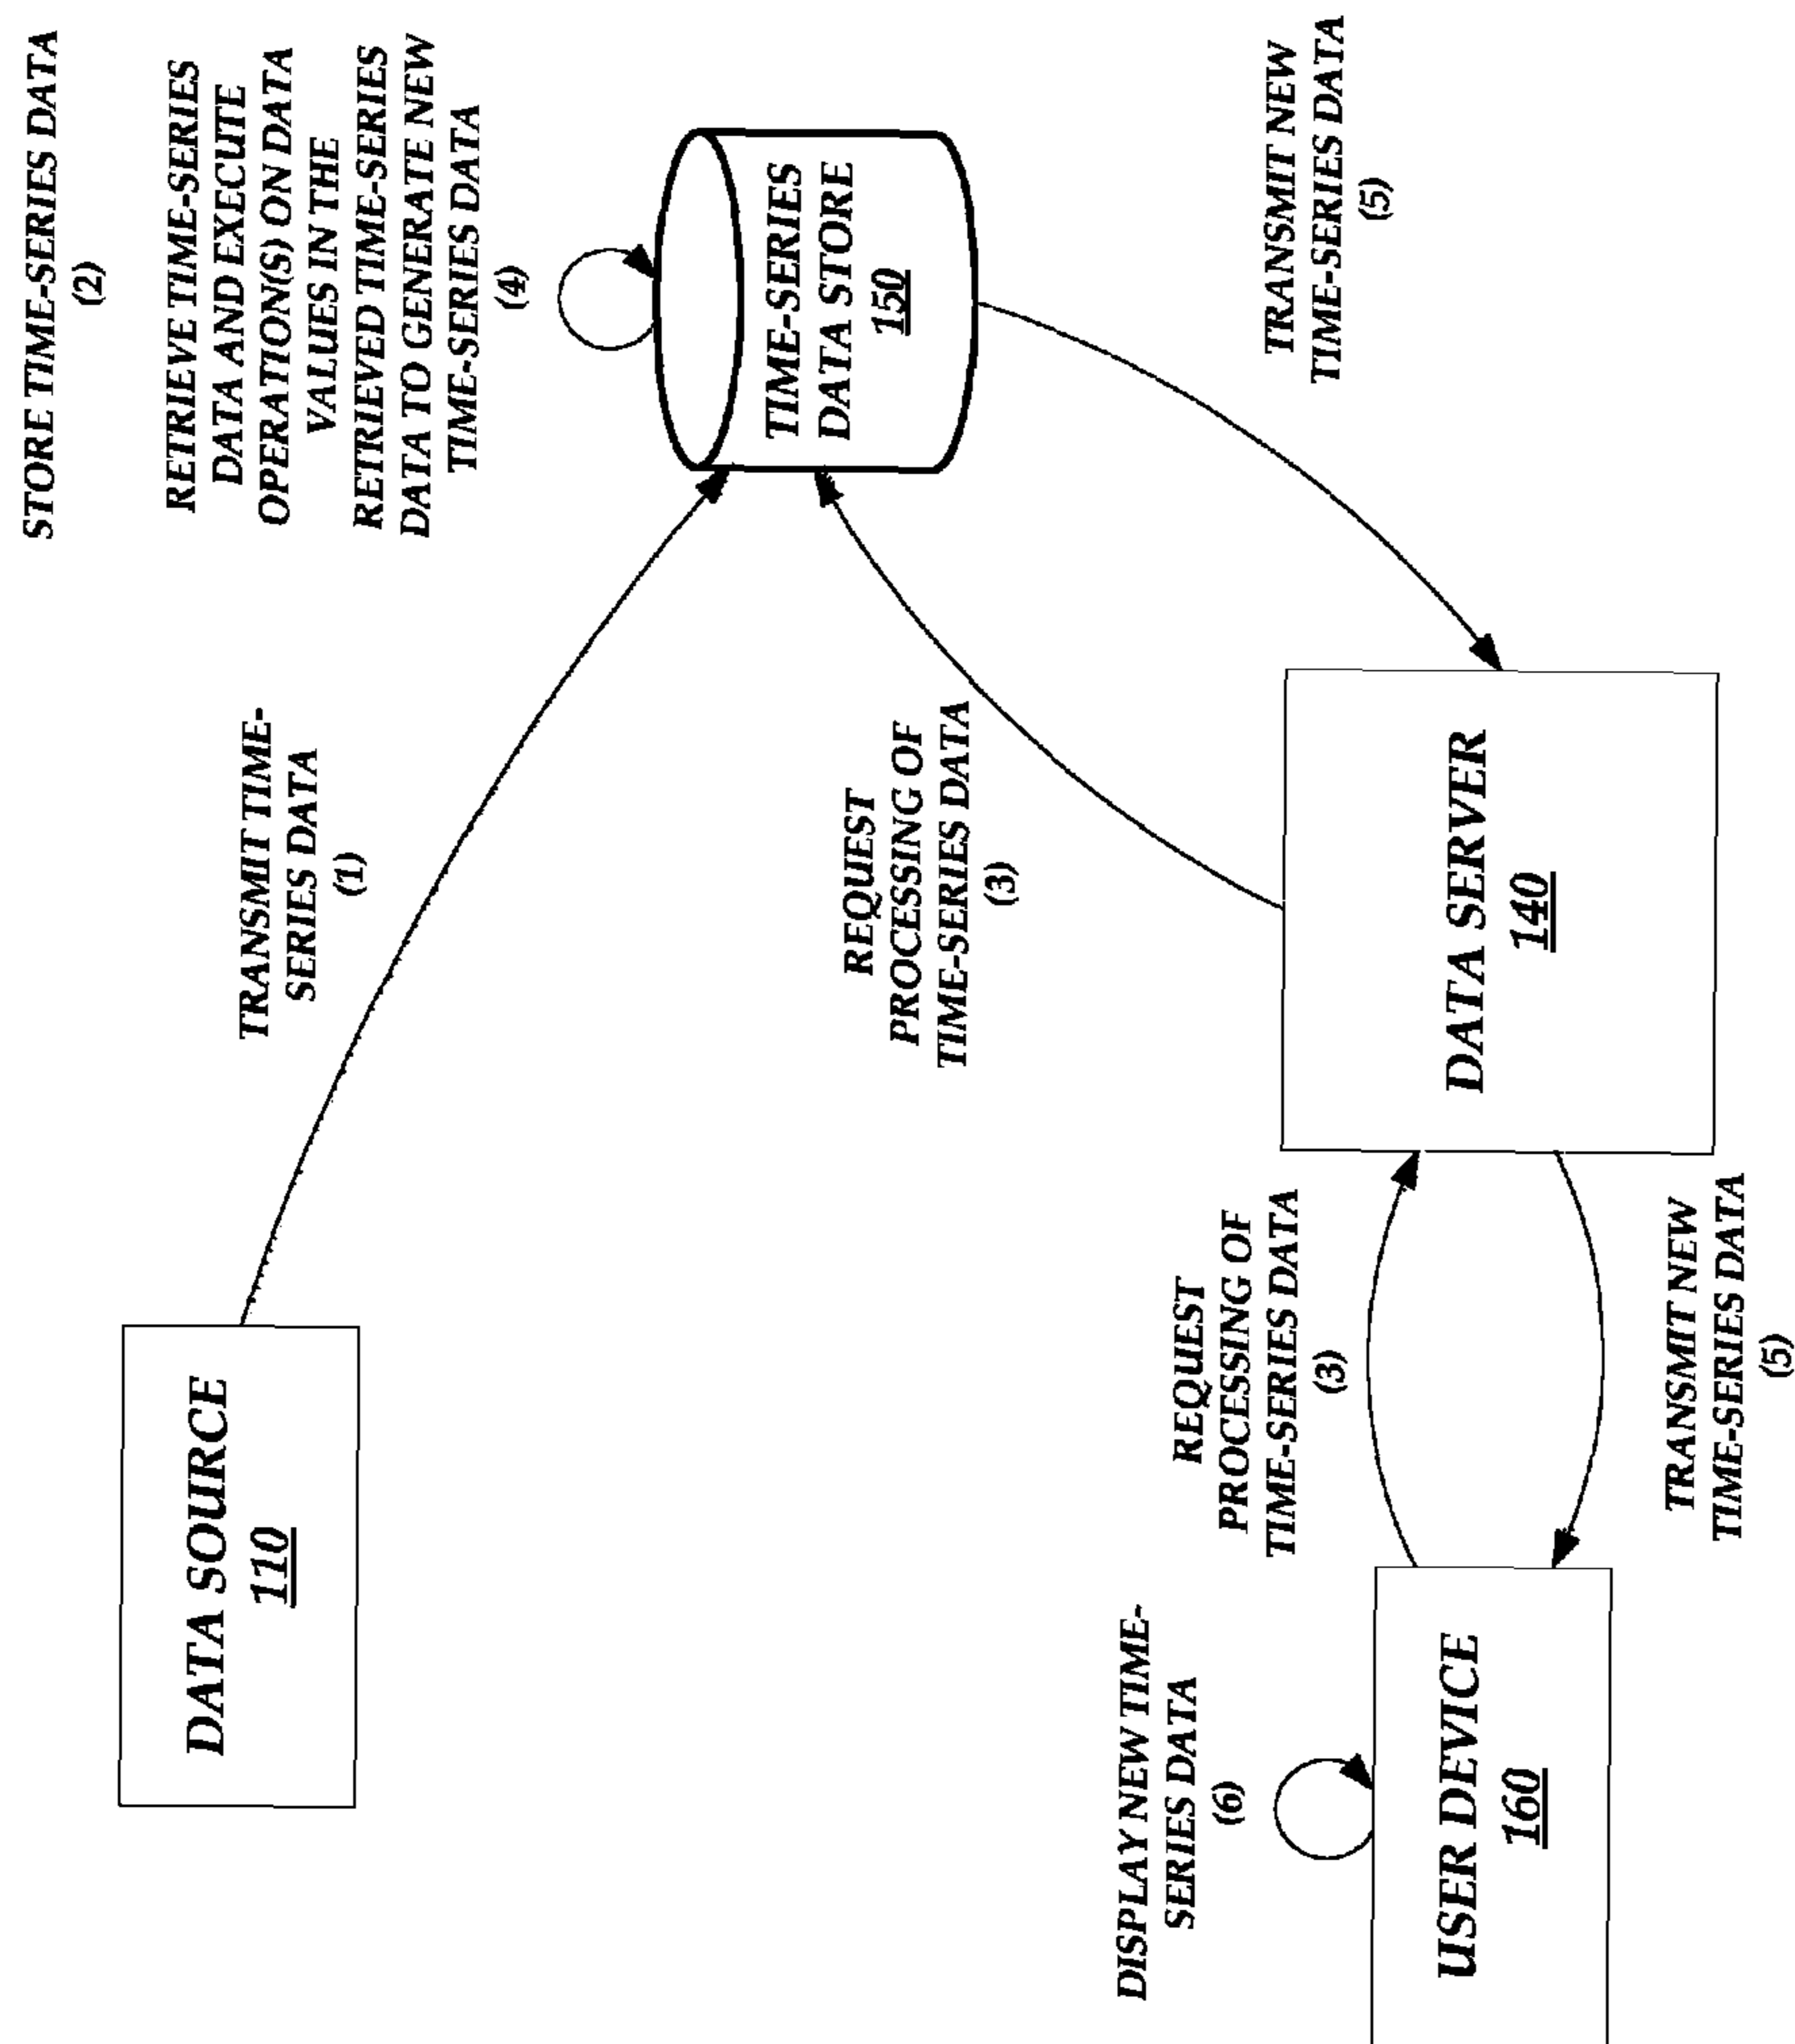 STORE TIME-SERIES DATA
(2)
RETRIEVE TIME-SERIES
DATA AND EXECUTE
OPERATION(S) ON DATA
VALUES IN THE
RETRIEVED TIME-SERIES
DATA TO GENERATE NEW
TIME-SERIES DATA
(4)
TRANSMIT TIME-
SERIES DATA
(1)
DATA SOURCE
110
TIME-SERIES
DATA STORE
150
REQUEST
PROCESSING OF
TIME-SERIES DATA
(3)
TRANSMIT NEW
TIME-SERIES DATA
(5)
DISPLAY NEW TIME-
SERIES DATA
(6)
REQUEST
PROCESSING OF
TIME-SERIES DATA
(3)
USER DEVICE
160
DATA SERVER
140
TRANSMIT NEW
TIME-SERIES DATA
(5)